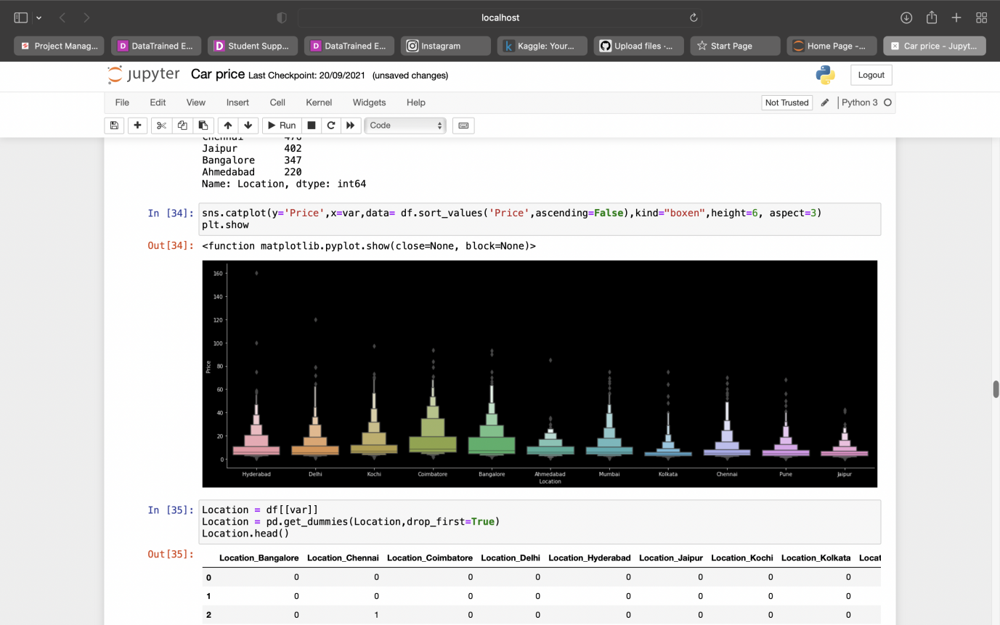 localhost
Project Manag...
DataTrained E...
Student Supp...
DataTrained E...
Instagram
Kaggle: Your...
Upload files ·...
Start Page
Home Page -...
Car price - Jupyt...
jupyter Car price Last Checkpoint: 20/09/2021 (unsaved changes)
Logout
File Edit View Insert Cell Kernel Widgets Help
Not Trusted
Python 3
Run
Code
Chennai 476
Jaipur 402
Bangalore 347
Ahmedabad 220
Name: Location, dtype: int64
In [34]: sns.catplot(y='Price',x=var,data= df.sort_values('Price',ascending=False),kind="boxen",height=6, aspect=3)
plt.show
Out[34]: <function matplotlib.pyplot.show(close=None, block=None)>
160
140
120
100
80
60
40
20
0
Price
Hyderabad Delhi Kochi Coimbatore Bangalore Ahmedabad Mumbai Kolkata Chennai Pune Jaipur
Location
In [35]: Location = df[[var]]
Location = pd.get_dummies(Location,drop_first=True)
Location.head()
Out[35]:
Location_Bangalore Location_Chennai Location_Coimbatore Location_Delhi Location_Hyderabad Location_Jaipur Location_Kochi Location_Kolkata Locat
0 0 0 0 0 0 0 0 0
1 0 0 0 0 0 0 0 0
2 0 1 0 0 0 0 0 0